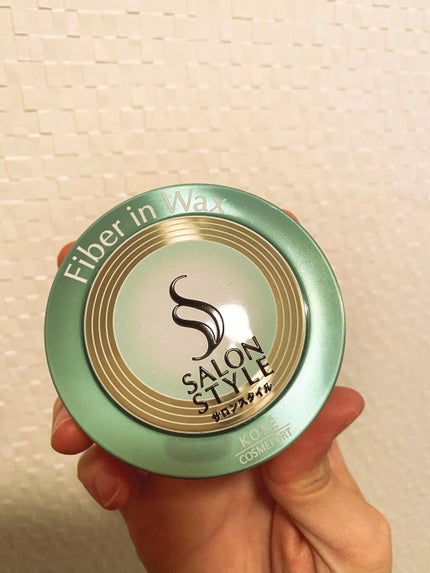 Fiber in Wax
SALON
STYLE
サロンスタイル
KOSÉ
COSMEPORT